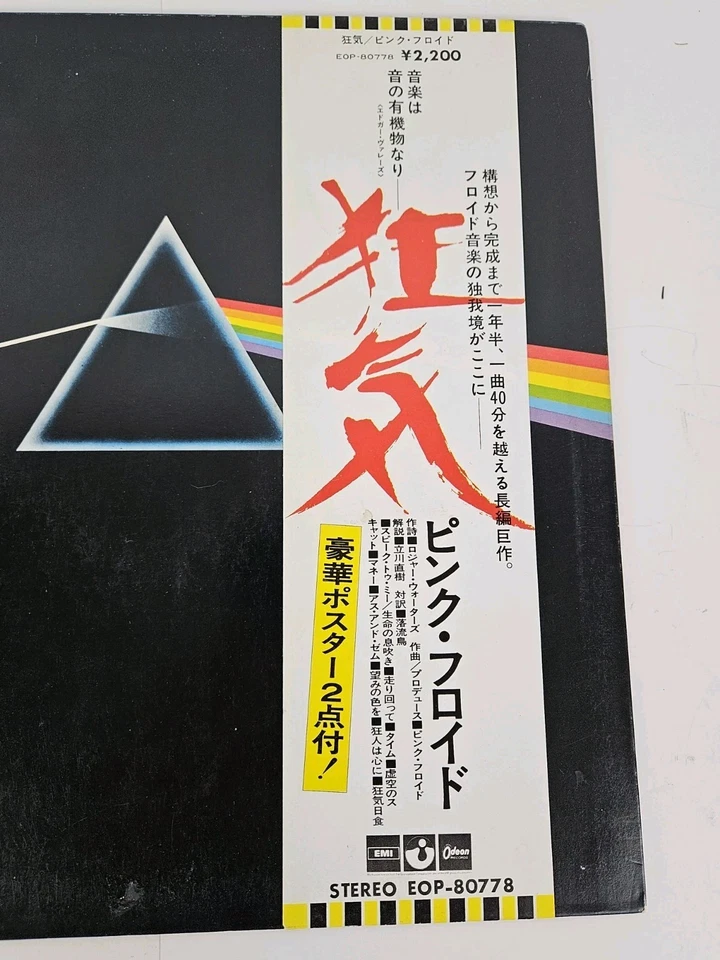 狂気／ピンク・フロイド
EOP-80778 ¥2,200
音楽は
音の有機物なり――
(エドガー・ヴァレーズ)
構想から完成まで一年半、一曲40分を越える長編巨作。
フロイド音楽の独我境がここに――
狂気
ピンク・フロイド
作詩■ロジャー・ウォーターズ 作曲／プロデュース■ピンク・フロイド
解説■立川直樹 対訳■落流鳥
■スピーク・トゥ・ミー／生命の息吹き■走り回って■タイム■虚空のス
キャット■マネー■アス・アンド・ゼム■望みの色を■狂人は心に■狂気日食
豪華ポスター2点付！
EMI
Odeon
RECORDS
STEREO EOP-80778